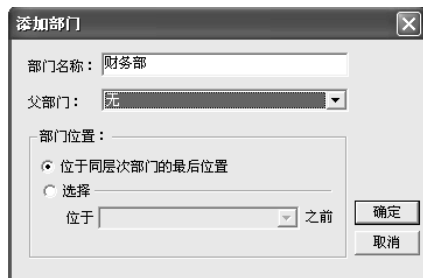 添加部门
部门名称： 财务部
父部门： 无
部门位置：
位于同层次部门的最后位置
选择
位于 之前
确定
取消